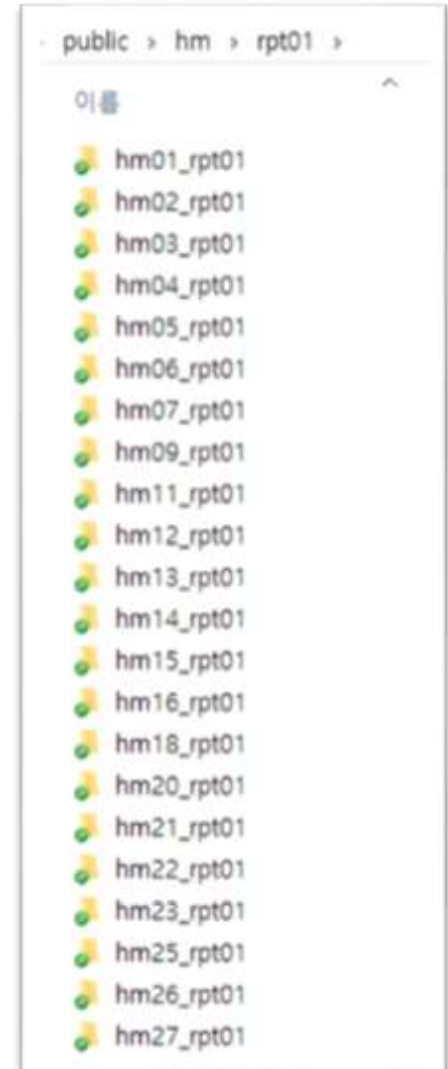 public > hm > rpt01 >
이름
hm01_rpt01
hm02_rpt01
hm03_rpt01
hm04_rpt01
hm05_rpt01
hm06_rpt01
hm07_rpt01
hm09_rpt01
hm11_rpt01
hm12_rpt01
hm13_rpt01
hm14_rpt01
hm15_rpt01
hm16_rpt01
hm18_rpt01
hm20_rpt01
hm21_rpt01
hm22_rpt01
hm23_rpt01
hm25_rpt01
hm26_rpt01
hm27_rpt01